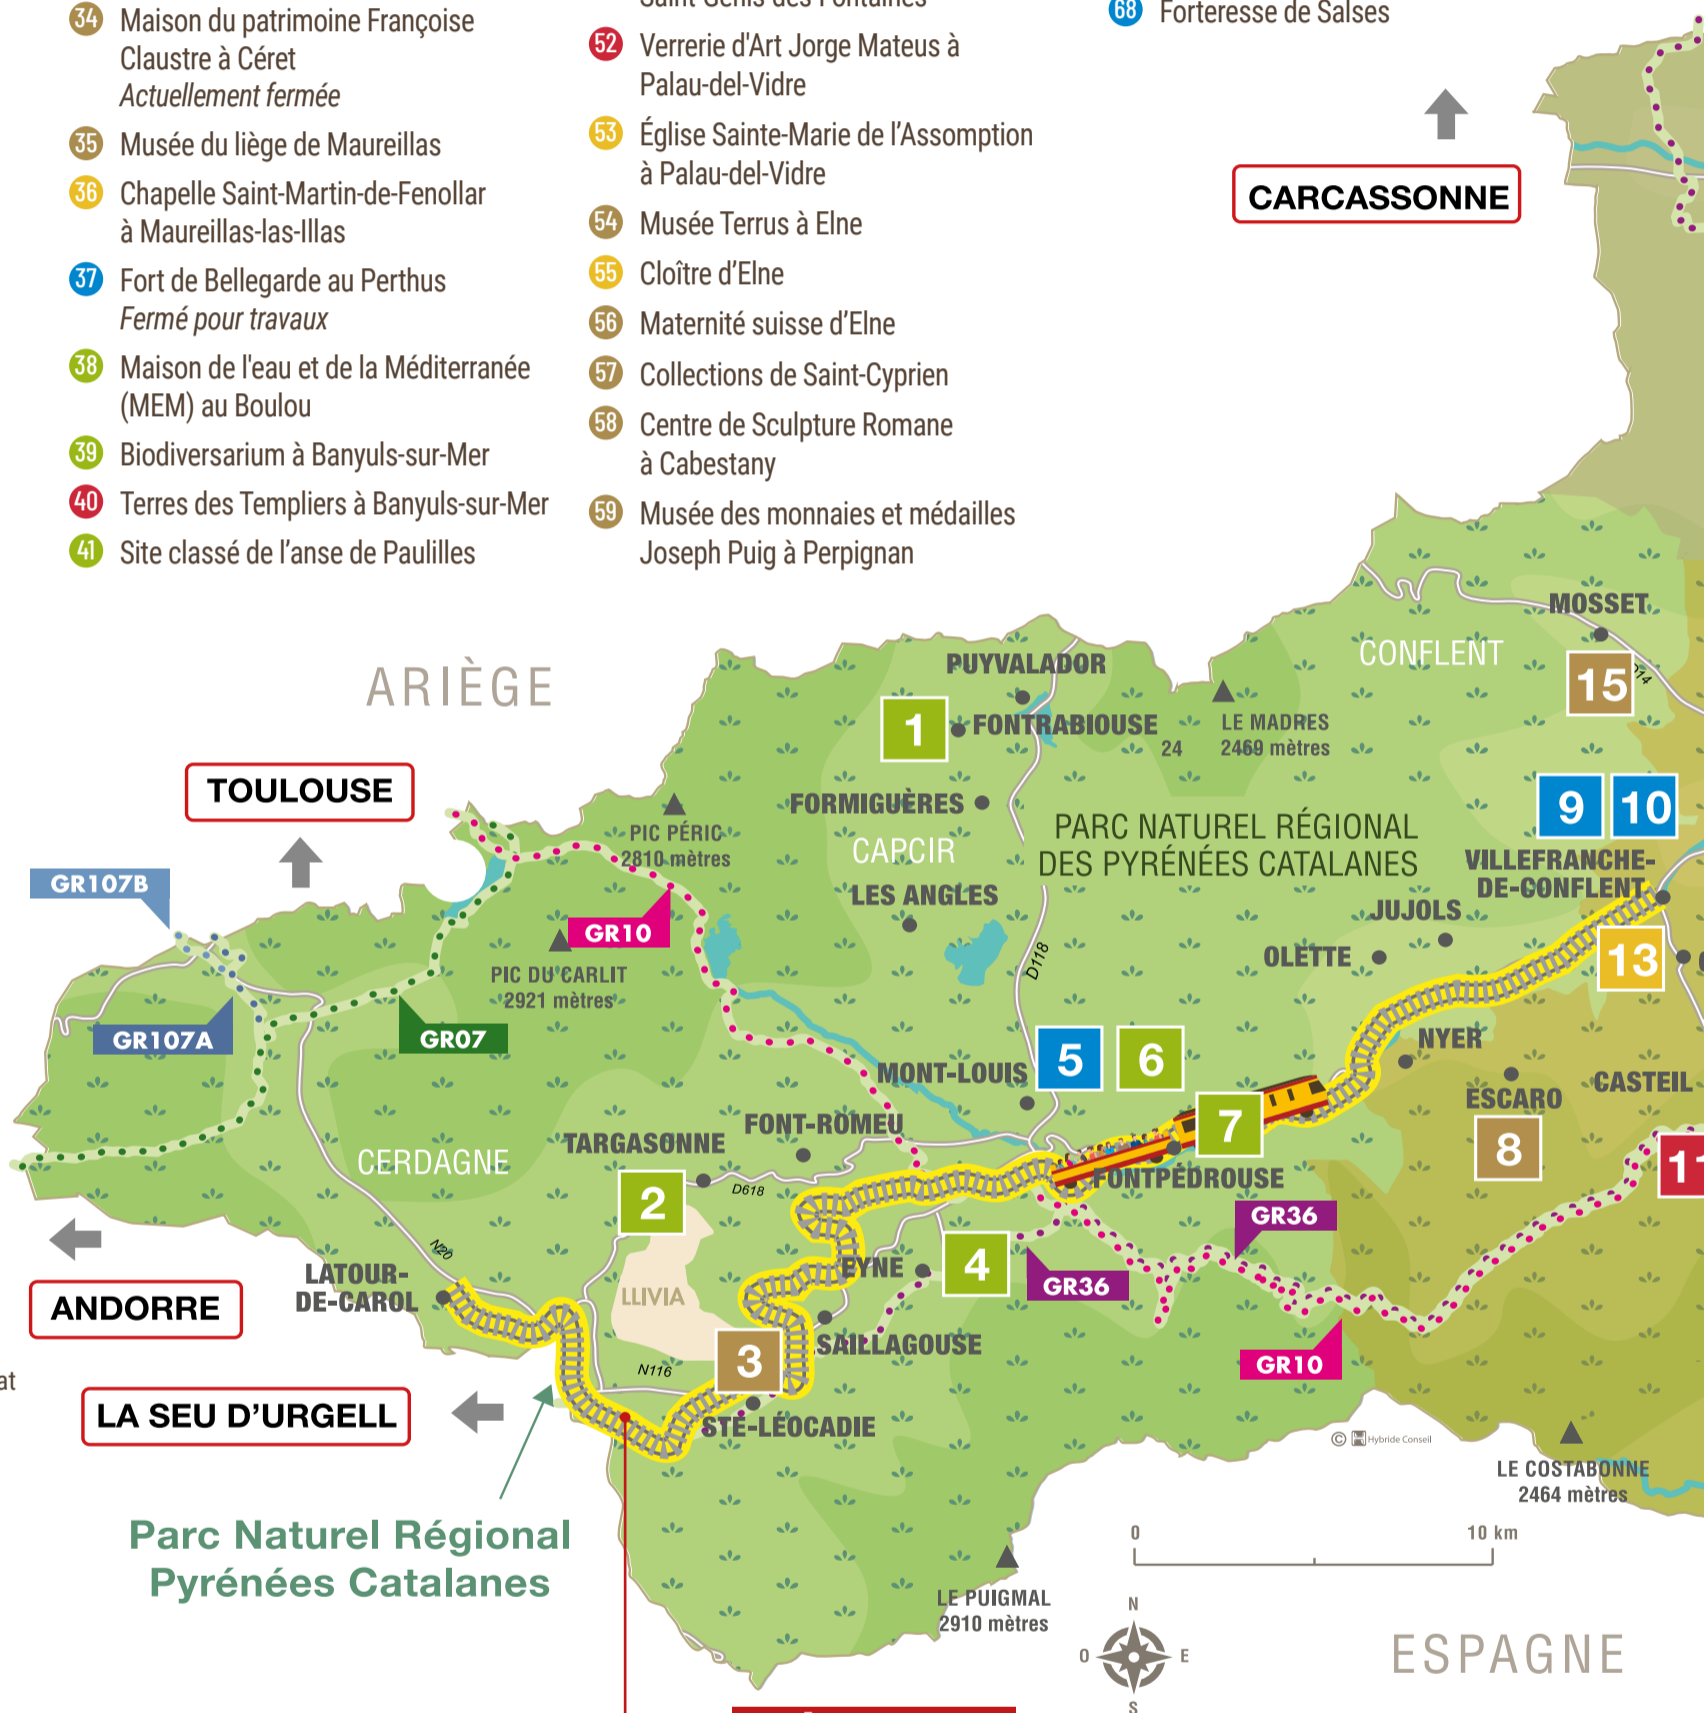 34 Maison du patrimoine Françoise
Claustre à Céret
Actuellement fermée
35 Musée du liège de Maureillas
36 Chapelle Saint-Martin-de-Fenollar
à Maureillas-las-Illas
37 Fort de Bellegarde au Perthus
Fermé pour travaux
38 Maison de l'eau et de la Méditerranée
(MEM) au Boulou
39 Biodiversarium à Banyuls-sur-Mer
40 Terres des Templiers à Banyuls-sur-Mer
41 Site classé de l'anse de Paulilles
Saint-Génis des Fontaines
52 Verrerie d'Art Jorge Mateus à
Palau-del-Vidre
53 Église Sainte-Marie de l'Assomption
à Palau-del-Vidre
54 Musée Terrus à Elne
55 Cloître d'Elne
56 Maternité suisse d'Elne
57 Collections de Saint-Cyprien
58 Centre de Sculpture Romane
à Cabestany
59 Musée des monnaies et médailles
Joseph Puig à Perpignan
68 Forteresse de Salses
CARCASSONNE
MOSSET
CONFLENT
15
D14
ARIÈGE
PUYVALADOR
1
FONTRABIOUSE
24
LE MADRES
2469 mètres
TOULOUSE
FORMIGUÈRES
PIC PÉRIC
2810 mètres
CAPCIR
PARC NATUREL RÉGIONAL
DES PYRÉNÉES CATALANES
9
10
VILLEFRANCHE-
DE-CONFLENT
GR107B
LES ANGLES
JUJOLS
GR10
OLETTE
13
PIC DU CARLIT
2921 mètres
D118
GR107A
GR07
NYER
MONT-LOUIS
5
6
ESCARO
CASTEIL
7
8
11
FONT-ROMEU
TARGASONNE
CERDAGNE
D618
2
FONTPÉDROUSE
GR36
N20
EYNE
4
GR36
LATOUR-
DE-CAROL
ANDORRE
LLIVIA
SAILLAGOUSE
3
N116
GR10
at
LA SEU D'URGELL
STE-LÉOCADIE
© Hybride Conseil
LE COSTABONNE
2464 mètres
Parc Naturel Régional
Pyrénées Catalanes
0
10 km
LE PUIGMAL
2910 mètres
N
O
E
S
ESPAGNE